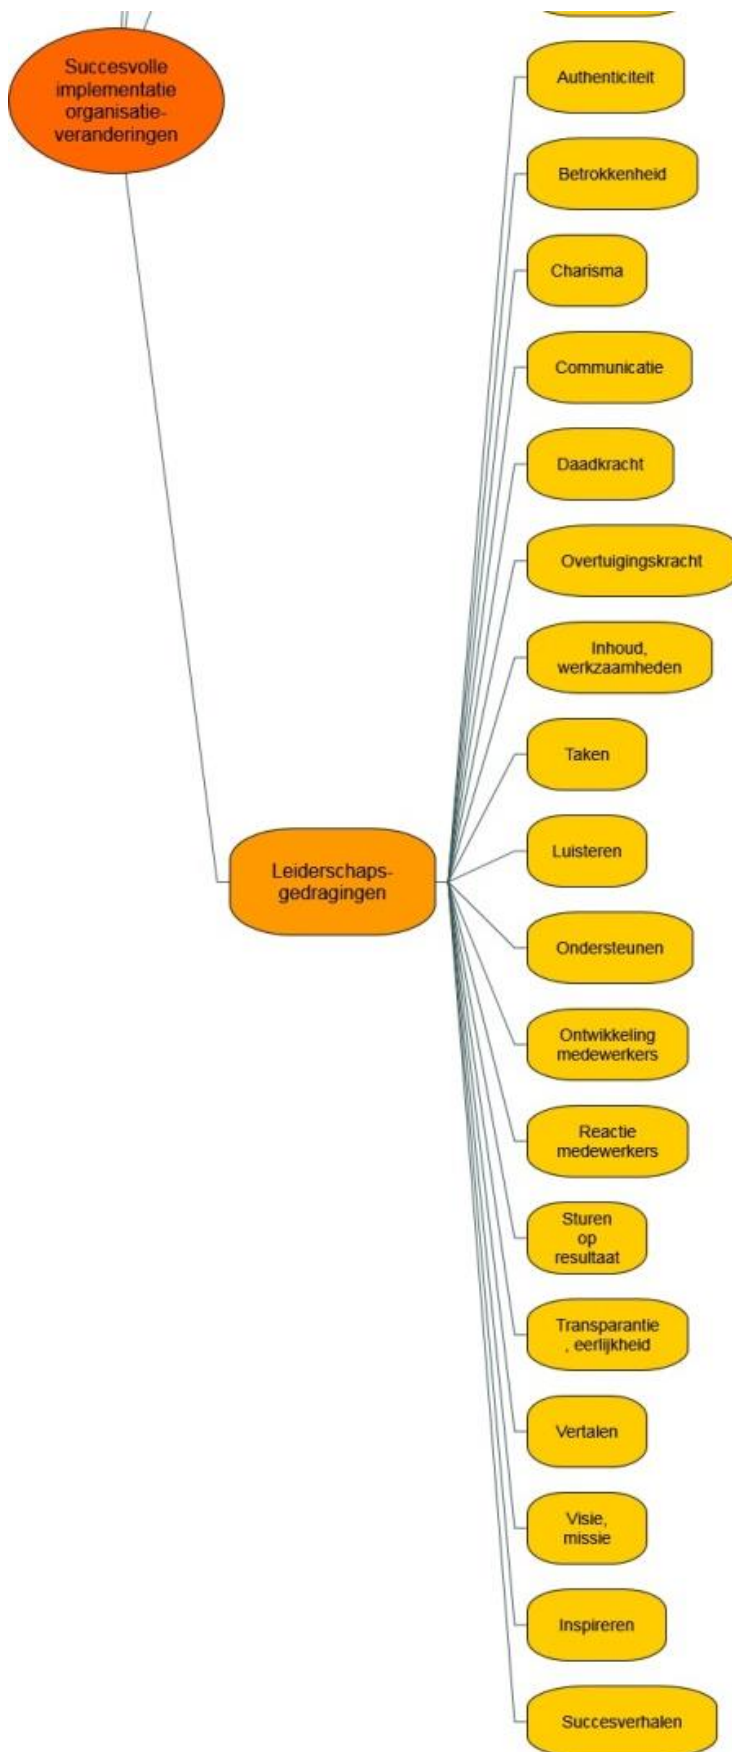 Succesvolle
implementatie
organisatie-
veranderingen
Authenticiteit
Betrokkenheid
Charisma
Communicatie
Daadkracht
Overtuigingskracht
Inhoud,
werkzaamheden
Taken
Luisteren
Leiderschaps-
gedragingen
Ondersteunen
Ontwikkeling
medewerkers
Reactie
medewerkers
Sturen
op
resultaat
Transparantie
, eerlijkheid
Vertalen
Visie,
missie
Inspireren
Succesverhalen